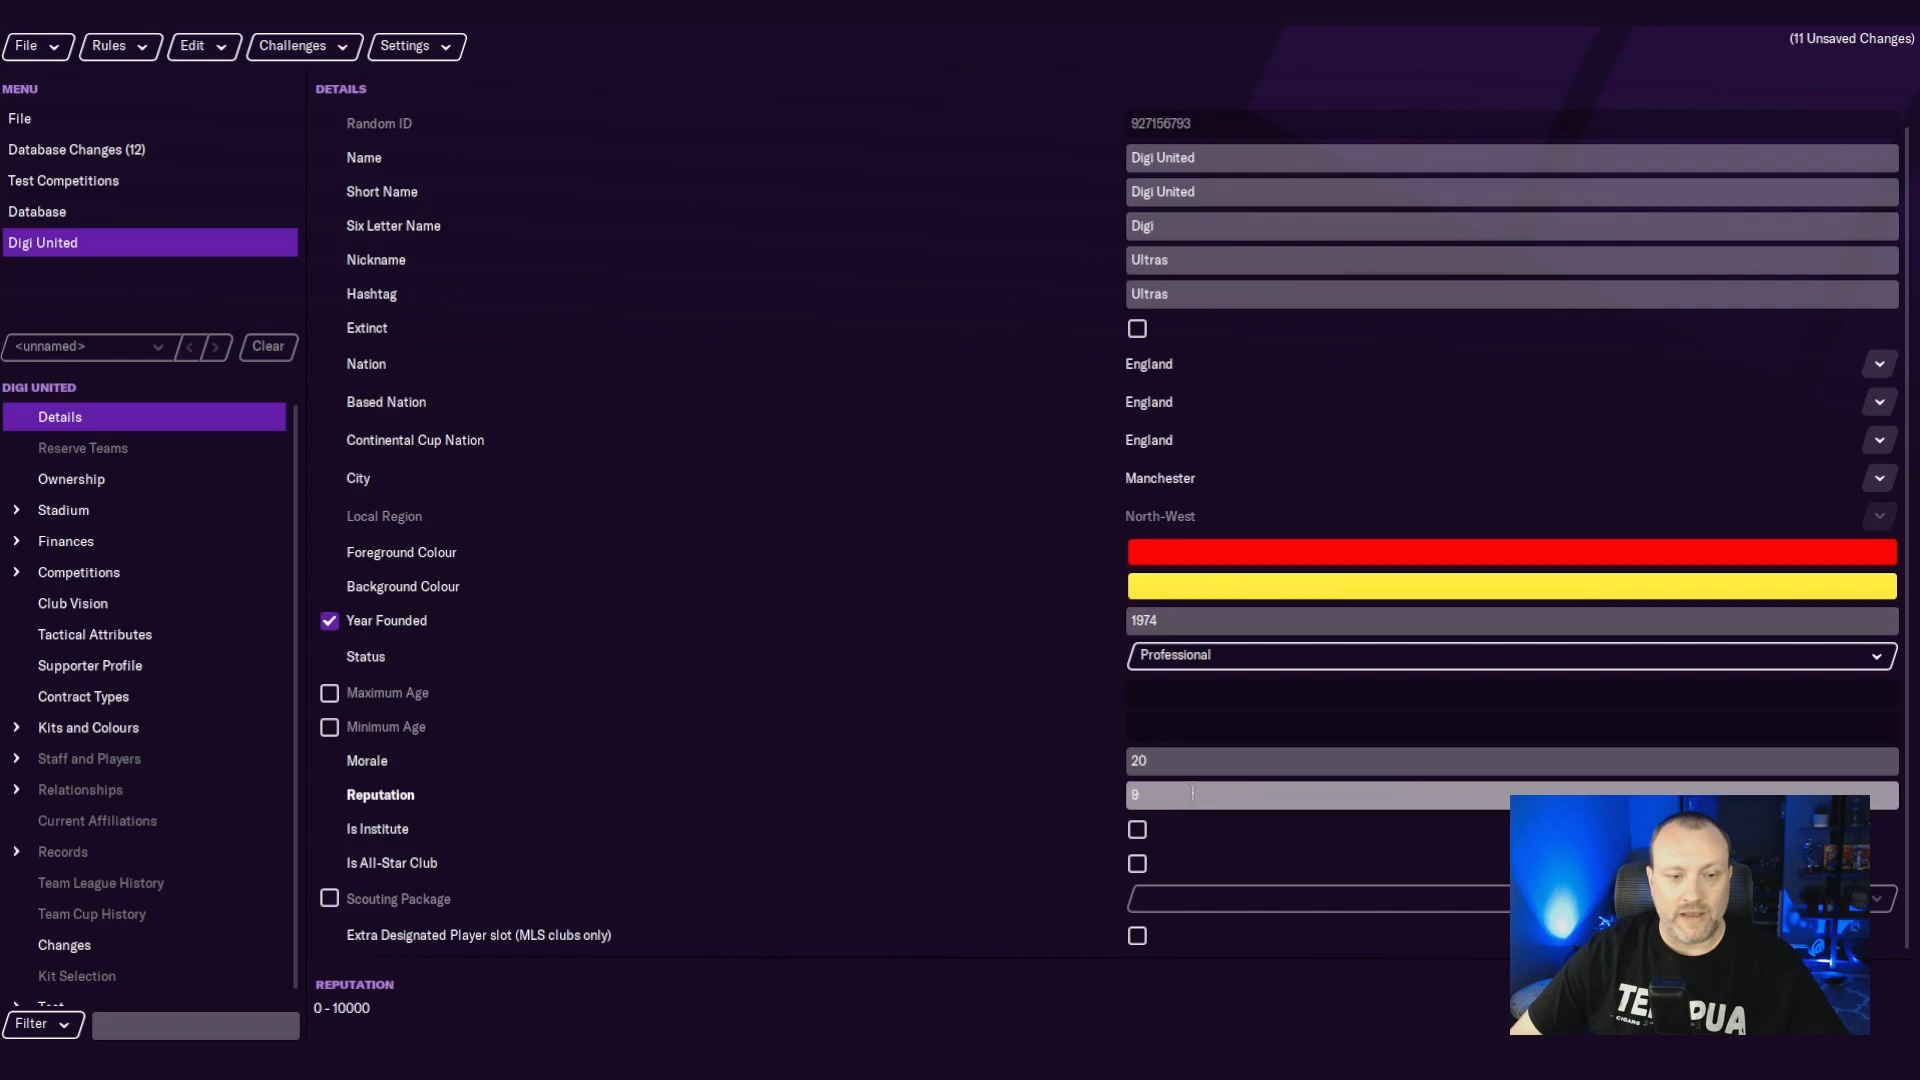 File
Rules
Edit
Challenges
Settings
(11 Unsaved Changes)
MENU
File
Database Changes (12)
Test Competitions
Database
Digi United
<unnamed>
Clear
DIGI UNITED
Details
Reserve Teams
Ownership
Stadium
Finances
Competitions
Club Vision
Tactical Attributes
Supporter Profile
Contract Types
Kits and Colours
Staff and Players
Relationships
Current Affiliations
Records
Team League History
Team Cup History
Changes
Kit Selection
Filter
DETAILS
Random ID 927156793
Name Digi United
Short Name Digi United
Six Letter Name Digi
Nickname Ultras
Hashtag Ultras
Extinct
Nation England
Based Nation England
Continental Cup Nation England
City Manchester
Local Region North-West
Foreground Colour
Background Colour
Year Founded 1974
Status Professional
Maximum Age
Minimum Age
Morale 20
Reputation 9
Is Institute
Is All-Star Club
Scouting Package
Extra Designated Player slot (MLS clubs only)
REPUTATION
0 - 10000
CIGARS